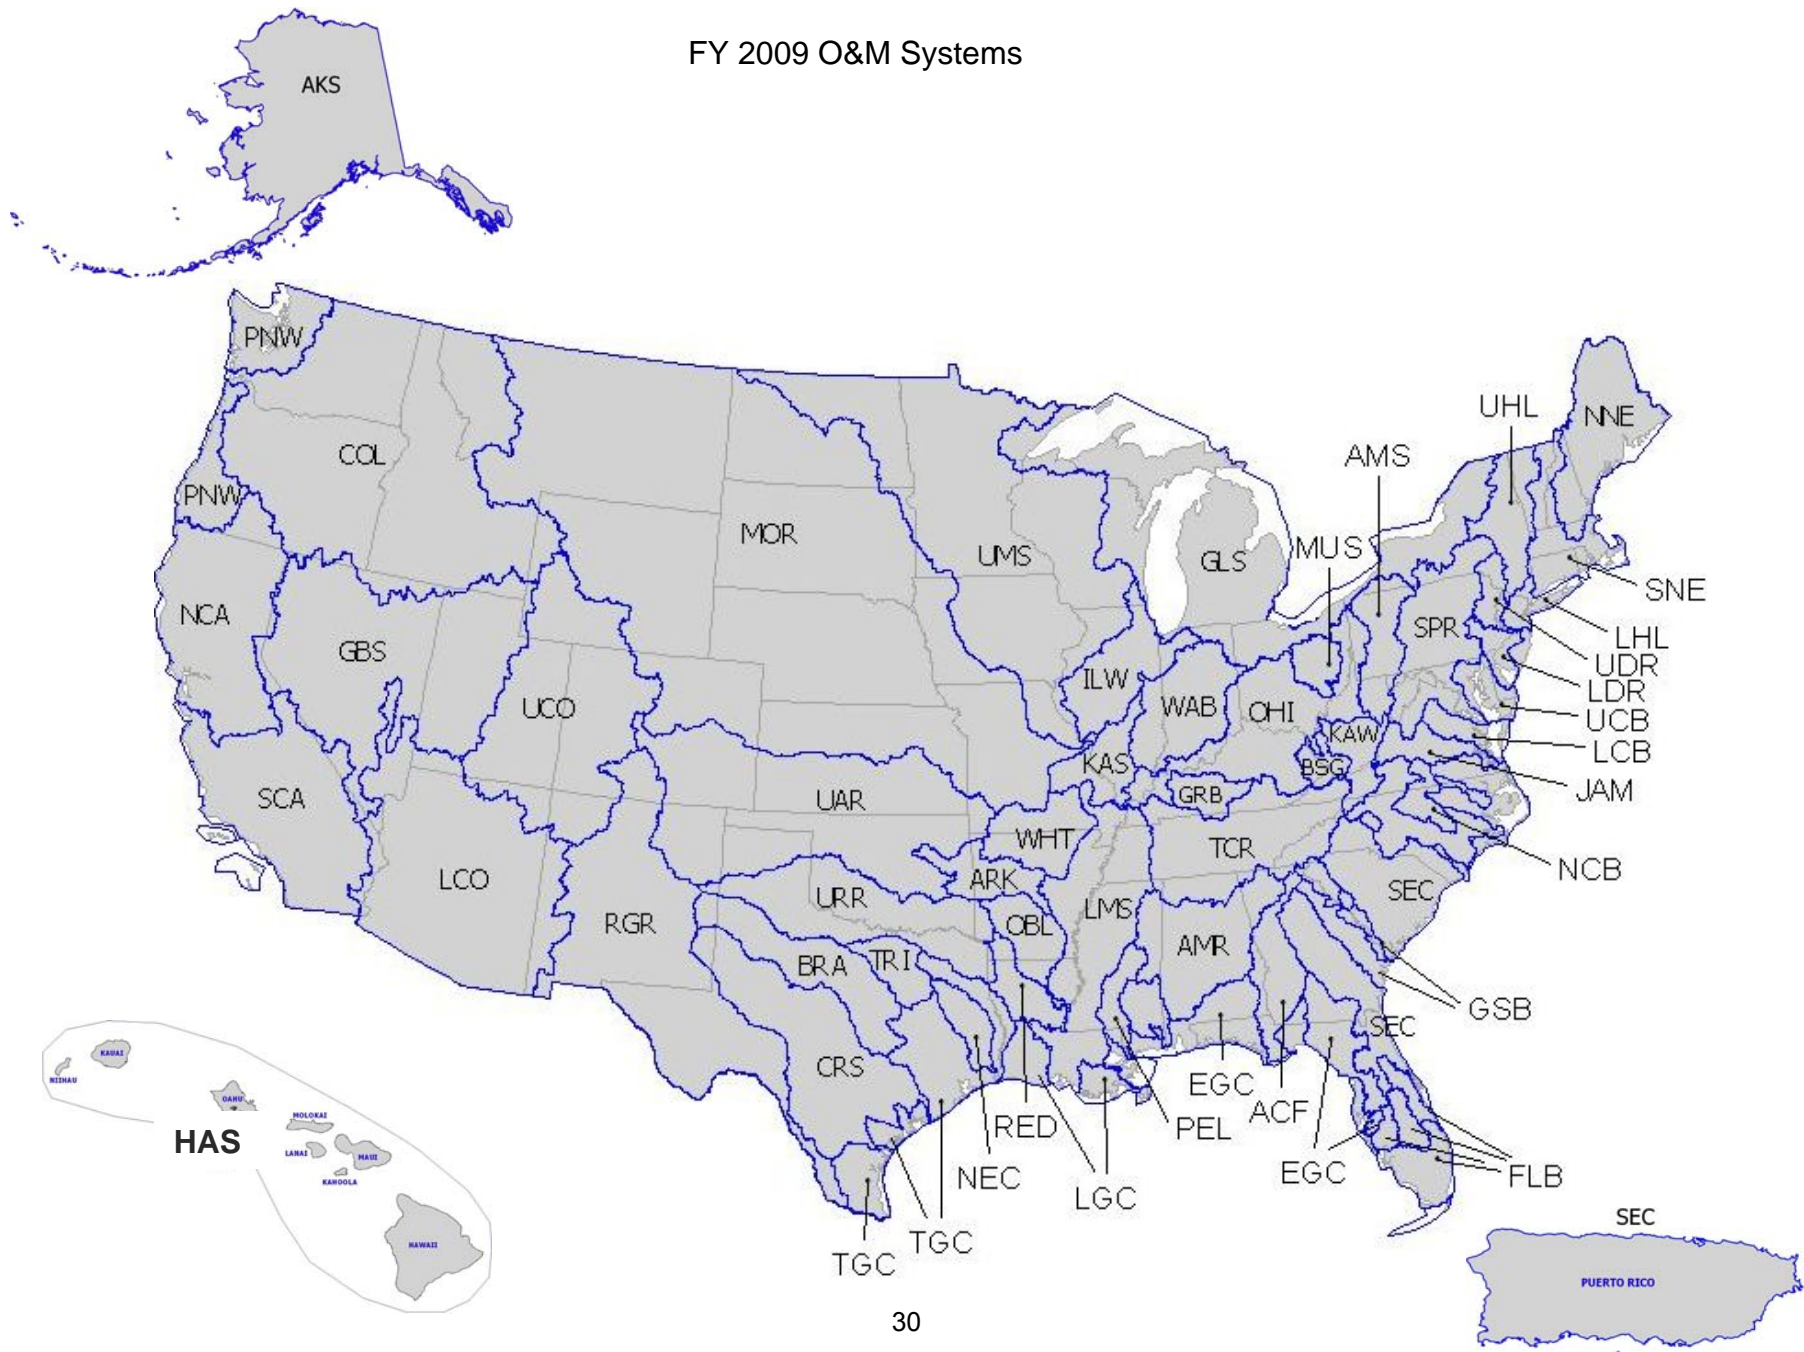 FY 2009 O&M Systems
AKS
PNW
UHL
NNE
COL
AMS
PNW
MOR
UMS
GLS
MUS
SNE
NCA
SPR
LHL
GBS
UDR
ILW
LDR
UCO
WAB
OHI
UCB
KAW
LCB
KAS
BSG
JAM
SCA
UAR
GRB
WHT
TCR
NCB
LCO
ARK
URR
SEC
RGR
OBL
LMS
AMR
BRA
TRI
GSB
SEC
CRS
EGC
ACF
RED
PEL
NEC
LGC
EGC
FLB
TGC
TGC
KAUAI
NIIHAU
OAHU
MOLOKAI
HAS
LANAI
MAUI
KAHOOLA
HAWAII
SEC
PUERTO RICO
30